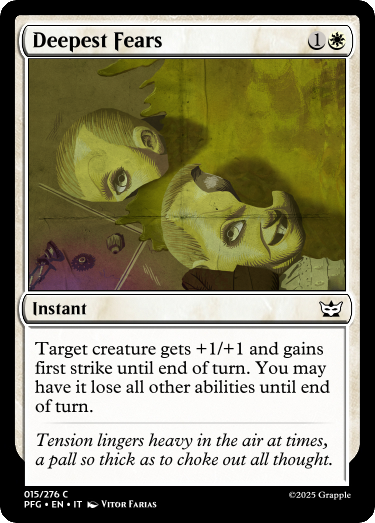 Deepest Fears 1
Instant
Target creature gets +1/+1 and gains
first strike until end of turn. You may
have it lose all other abilities until end
of turn.
Tension lingers heavy in the air at times,
a pall so thick as to choke out all thought.
015/276 C
PFG • EN • IT Vitor Farias
©2025 Grapple